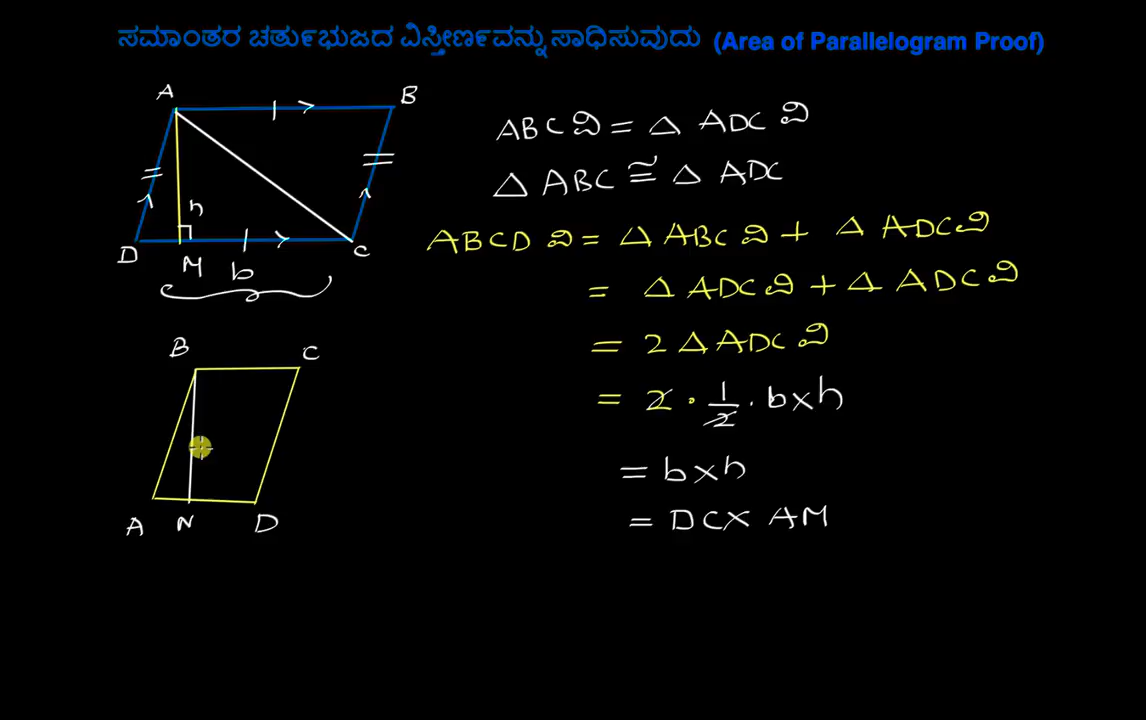 ಸಮಾಂತರ ಚತುರ್ಭುಜದ ವಿಸ್ತೀರ್ಣವನ್ನು ಸಾಧಿಸುವುದು (Area of Parallelogram Proof)
A
B
h
D
M
b
C
B
C
A
N
D
ABC ವಿ = △ ADC ವಿ
△ ABC ≅ △ ADC
ABCD ವಿ = △ ABC ವಿ + △ ADC ವಿ
= △ ADC ವಿ + △ ADC ವಿ
= 2 △ ADC ವಿ
= 2 · 1/2 · b × h
= b × h
= DC × AM